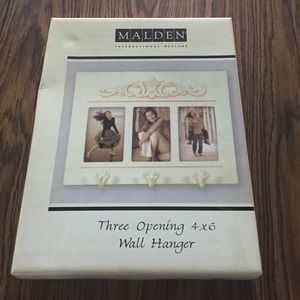 MALDEN
INTERNATIONAL DESIGNS
Three Opening 4x6
Wall Hanger